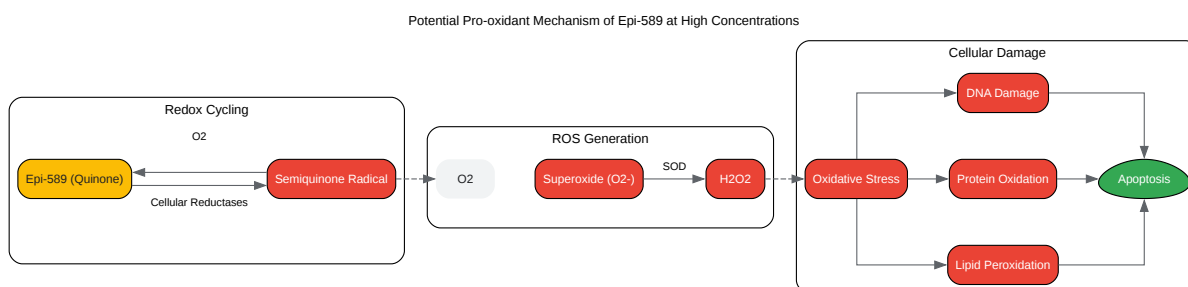 Potential Pro-oxidant Mechanism of Epi-589 at High Concentrations
Redox Cycling
O2
Epi-589 (Quinone)
Semiquinone Radical
Cellular Reductases
ROS Generation
O2
Superoxide (O2-)
SOD
H2O2
Cellular Damage
DNA Damage
Oxidative Stress
Protein Oxidation
Apoptosis
Lipid Peroxidation